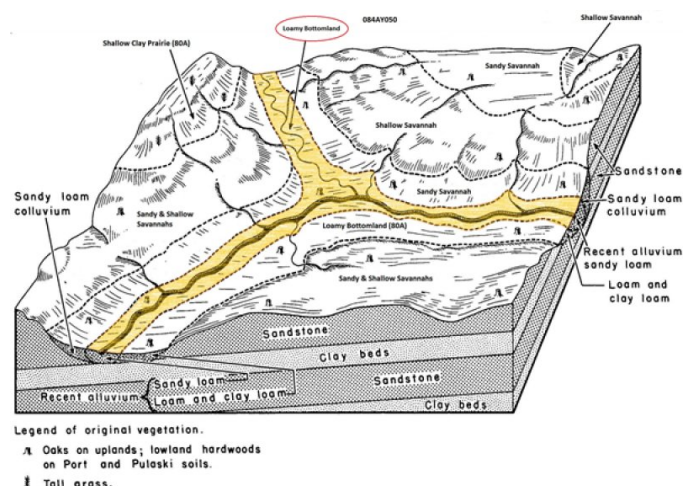 084AY050
Shallow Savannah
Loamy Bottomland
Shallow Clay Prairie (80A)
Sandy Savannah
Shallow Savannah
Sandstone
Sandy loam
colluvium
Sandy Savannah
Sandy loam
colluvium
Sandy & Shallow
Savannahs
Loamy Bottomland (80A)
Recent alluvium
sandy loam
Loam and
clay loam
Sandy & Shallow Savannahs
Sandstone
Clay beds
Sandy loam
Recent alluvium
Loam and clay loam
Sandstone
Clay beds
Legend of original vegetation.
Oaks on uplands; lowland hardwoods
on Port and Pulaski soils.
Tall grass.